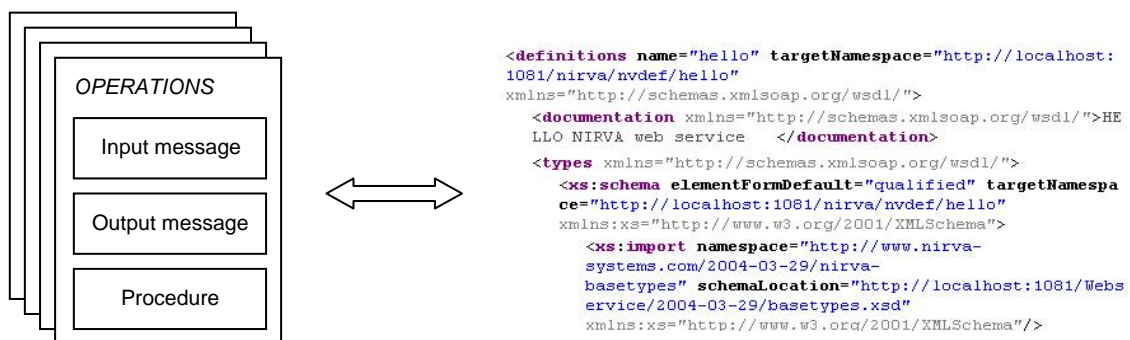 OPERATIONS
Input message
Output message
Procedure
<definitions name="hello" targetNamespace="http://localhost:
1081/nirva/nvdef/hello"
xmlns="http://schemas.xmlsoap.org/wsdl/">
<documentation xmlns="http://schemas.xmlsoap.org/wsdl/">HE
LLO NIRVA web service </documentation>
<types xmlns="http://schemas.xmlsoap.org/wsdl/">
<xs:schema elementFormDefault="qualified" targetNamespa
ce="http://localhost:1081/nirva/nvdef/hello"
xmlns:xs="http://www.w3.org/2001/XMLSchema">
<xs:import namespace="http://www.nirva-
systems.com/2004-03-29/nirva-
basetypes" schemaLocation="http://localhost:1081/Webs
ervice/2004-03-29/basetypes.xsd"
xmlns:xs="http://www.w3.org/2001/XMLSchema"/>